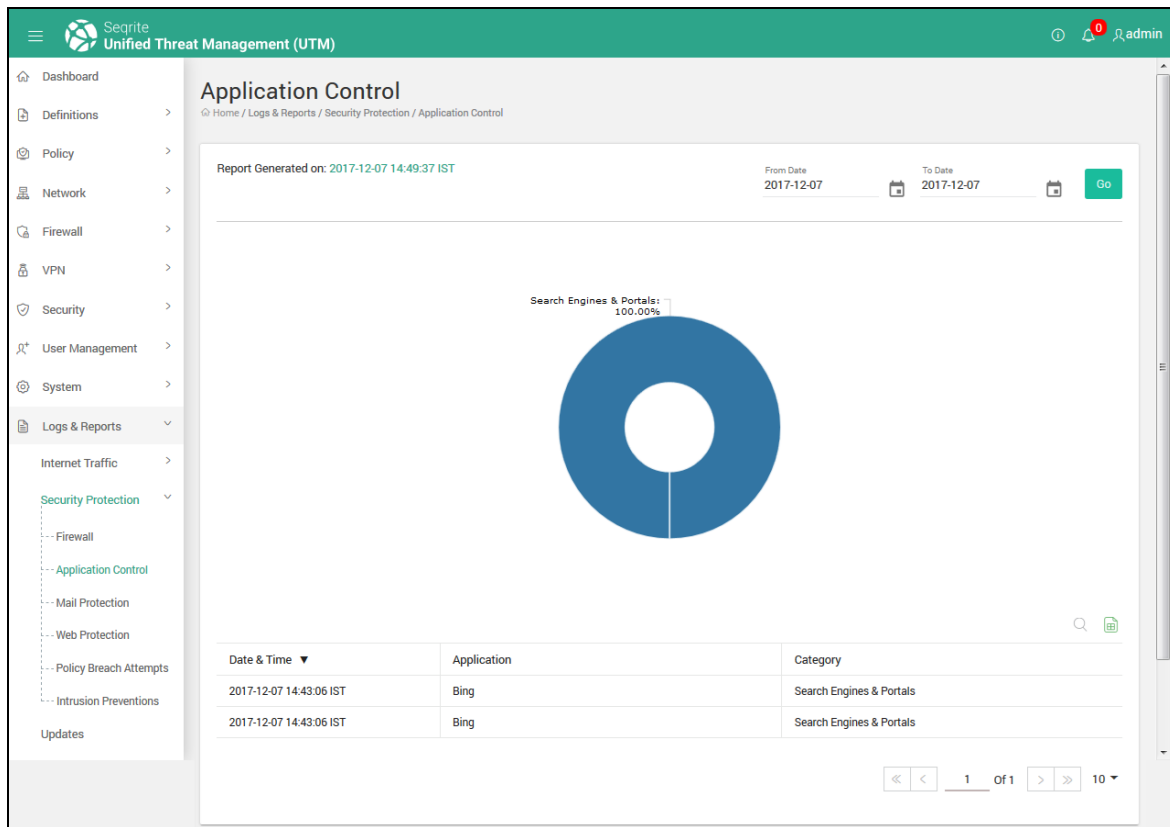 Seqrite
Unified Threat Management (UTM)
0
admin
Dashboard
Definitions
Policy
Network
Firewall
VPN
Security
User Management
System
Logs & Reports
Internet Traffic
Security Protection
Firewall
Application Control
Mail Protection
Web Protection
Policy Breach Attempts
Intrusion Preventions
Updates
Application Control
Home / Logs & Reports / Security Protection / Application Control
Report Generated on: 2017-12-07 14:49:37 IST
From Date
2017-12-07
To Date
2017-12-07
Go
Search Engines & Portals:
100.00%
Date & Time ▼ Application Category
2017-12-07 14:43:06 IST Bing Search Engines & Portals
2017-12-07 14:43:06 IST Bing Search Engines & Portals
1 Of 1 10